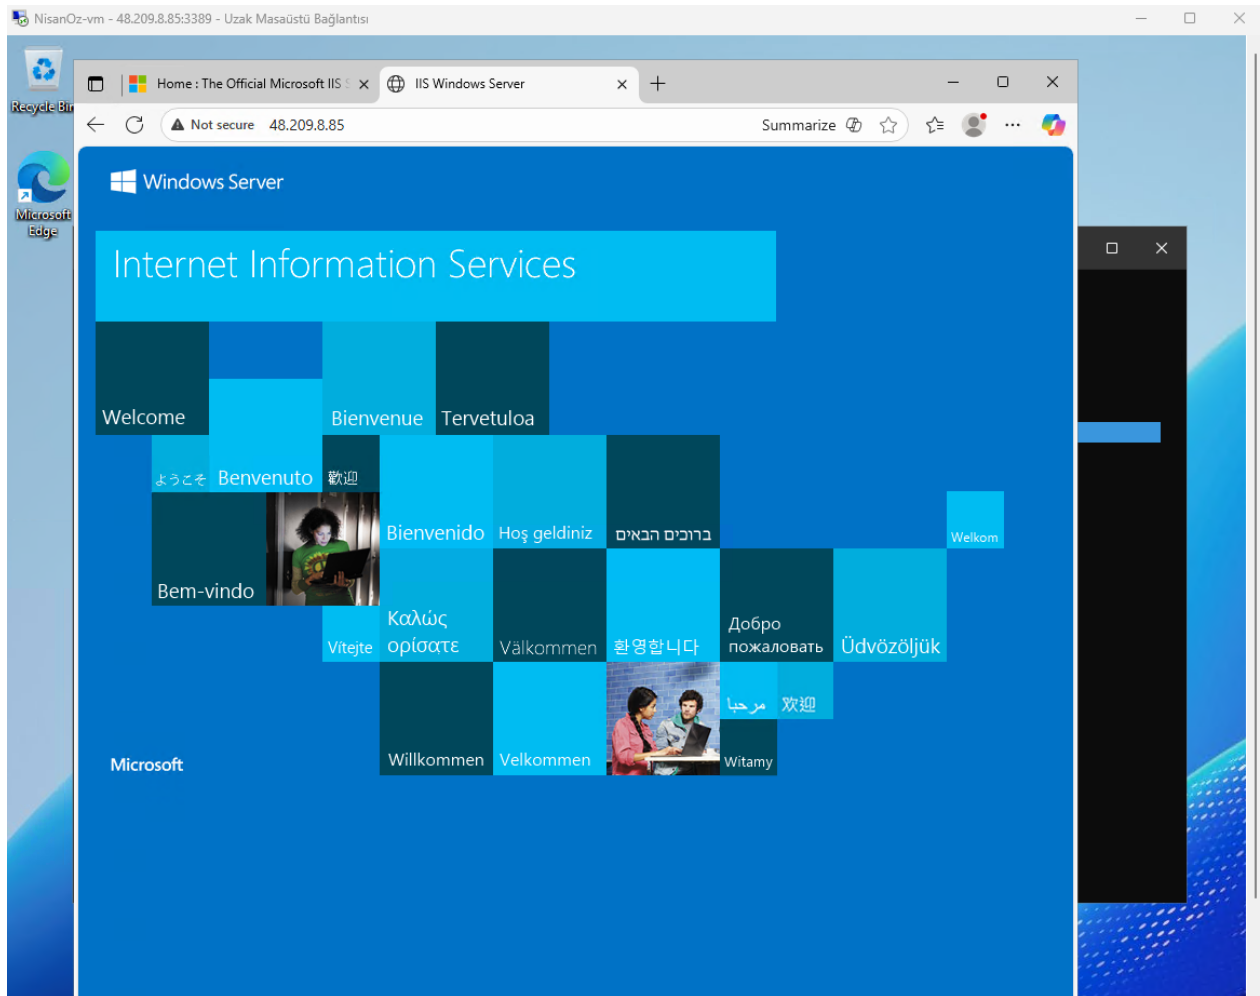 NisanOz-vm - 48.209.8.85:3389 - Uzak Masaüstü Bağlantısı
Recycle Bin
Microsoft
Edge
Home : The Official Microsoft IIS S
IIS Windows Server
Not secure
48.209.8.85
Summarize
Windows Server
Internet Information Services
Welcome
Bienvenue
Tervetuloa
ようこそ
Benvenuto
歡迎
Bienvenido
Hoş geldiniz
ברוכים הבאים
Welkom
Bem-vindo
Vítejte
Καλώς
ορίσατε
Välkommen
환영합니다
Добро
пожаловать
Üdvözöljük
مرحبا
欢迎
Willkommen
Velkommen
Witamy
Microsoft